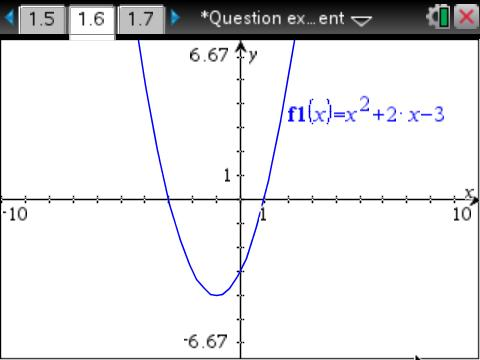 1.5 1.6 1.7 *Question ex…ent
6.67 y
f1(x)=x²+2·x−3
1
x
-10 1 10
-6.67